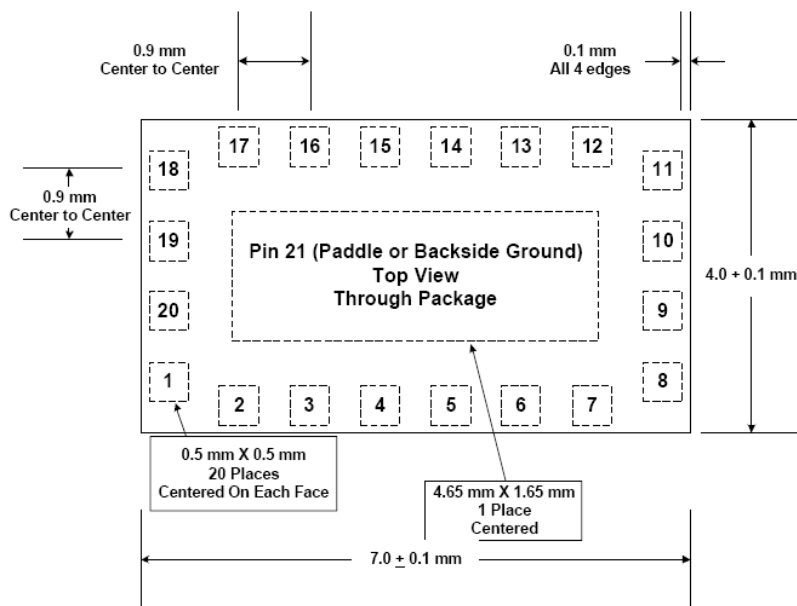 0.9 mm
Center to Center
0.1 mm
All 4 edges
17 16 15 14 13 12
18 11
0.9 mm
Center to Center
19 10
Pin 21 (Paddle or Backside Ground)
Top View
Through Package
4.0 + 0.1 mm
20 9
1 8
2 3 4 5 6 7
0.5 mm X 0.5 mm
20 Places
Centered On Each Face
4.65 mm X 1.65 mm
1 Place
Centered
7.0 ± 0.1 mm